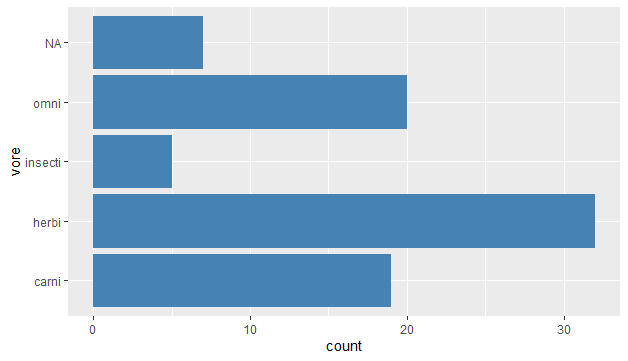 NA
omni
insecti
herbi
carni
vore
0 10 20 30
count